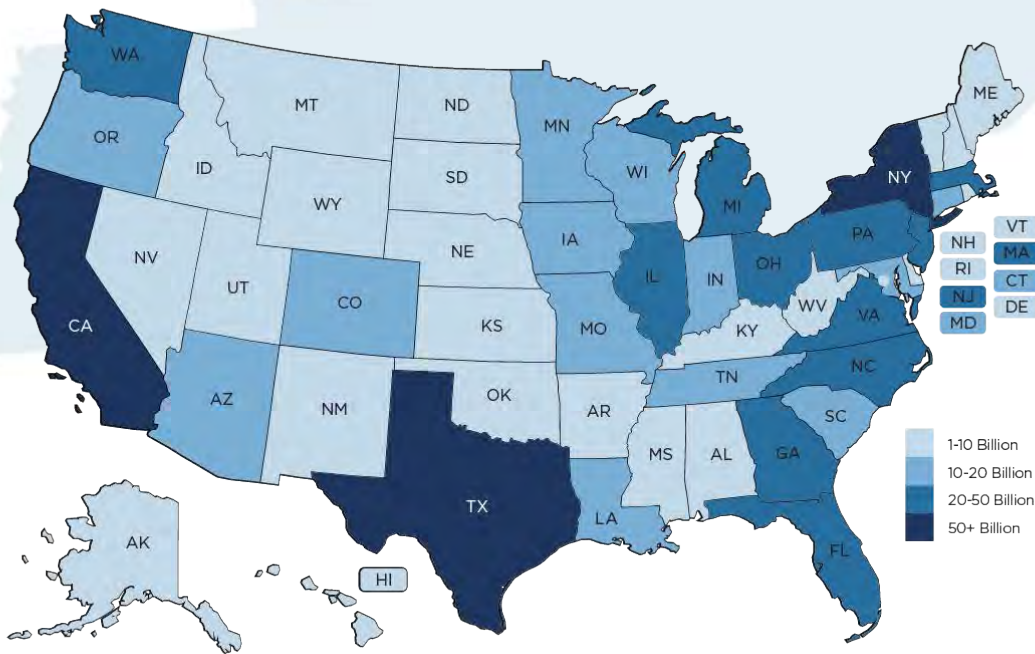 WA
MT
ND
ME
OR
MN
ID
SD
WI
NY
WY
MI
VT
NE
IA
PA
NH
MA
NV
OH
RI
CT
UT
CO
IL
IN
NJ
DE
CA
KS
MO
WV
VA
MD
KY
NC
AZ
NM
OK
TN
AR
SC
MS
AL
GA
1-10 Billion
10-20 Billion
TX
LA
20-50 Billion
50+ Billion
AK
FL
HI